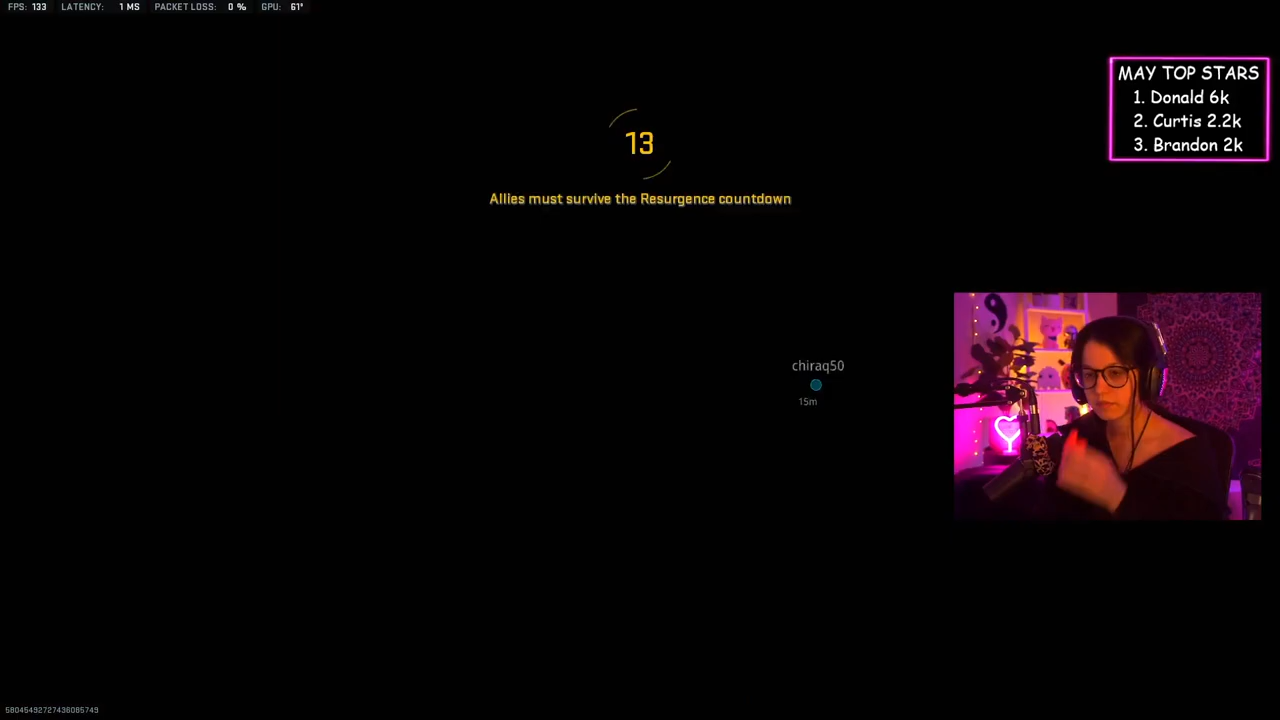 FPS: 133 LATENCY: 1 MS PACKET LOSS: 0 % GPU: 61°
MAY TOP STARS
1. Donald 6k
2. Curtis 2.2k
3. Brandon 2k
13
Allies must survive the Resurgence countdown
chiraq50
15m
58045492727436085749